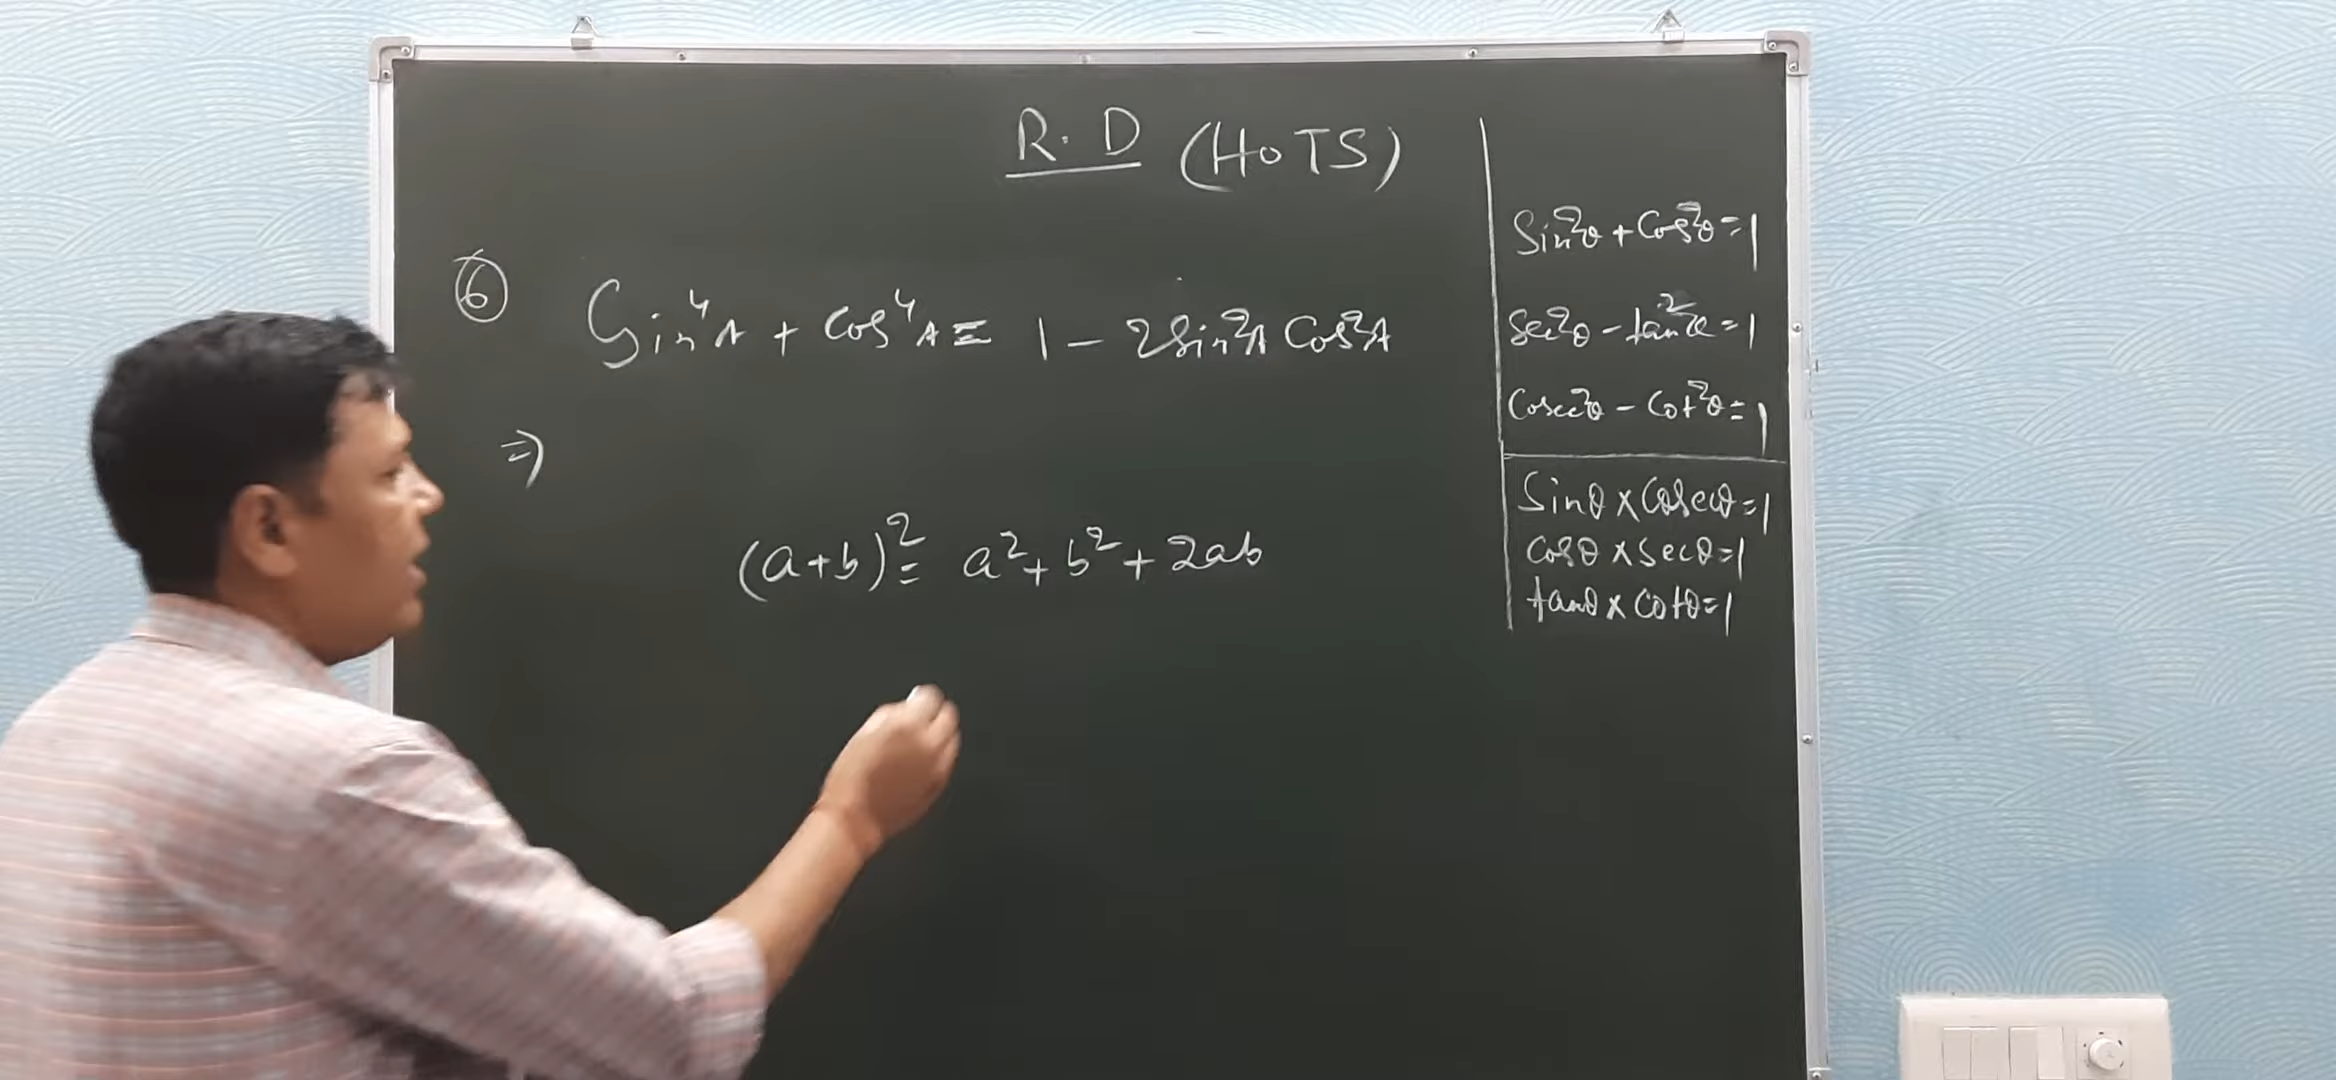 R.D (HOTS)
⑥ Sin⁴A + Cos⁴A = 1 - 2Sin²A Cos²A
⇒
(a+b)² = a² + b² + 2ab
Sin²θ + Cos²θ = 1
Sec²θ - tan²θ = 1
Cosec²θ - Cot²θ = 1
Sinθ × Cosecθ = 1
Cosθ × Secθ = 1
tanθ × Cotθ = 1